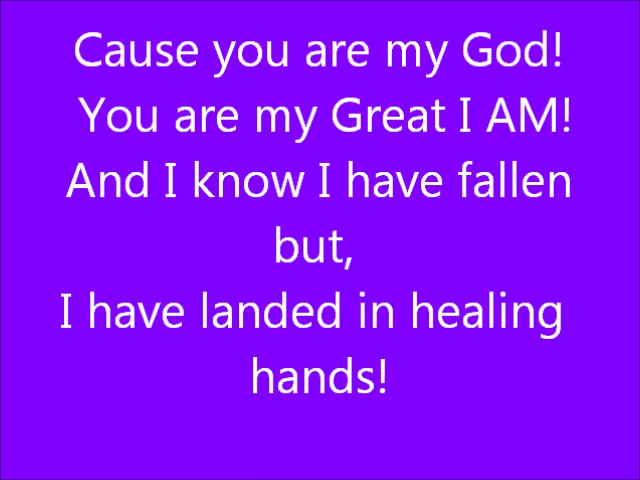 Cause you are my God!
You are my Great I AM!
And I know I have fallen
but,
I have landed in healing
hands!